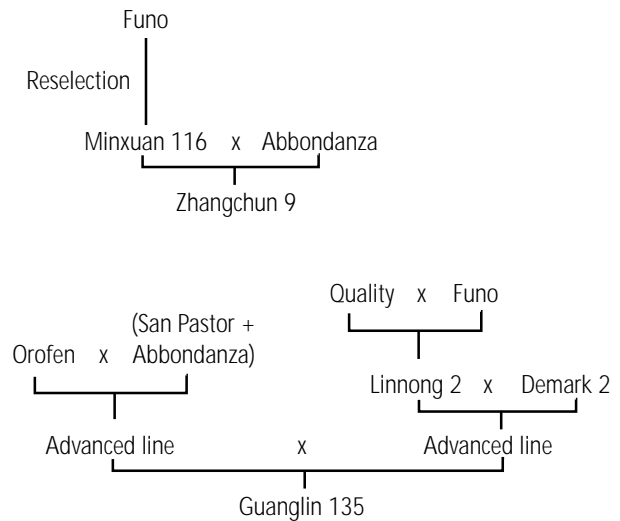 Funo
Reselection
Minxuan 116 x Abbondanza
Zhangchun 9
Quality x Funo
(San Pastor +
Orofen x Abbondanza)
Linnong 2 x Demark 2
Advanced line x Advanced line
Guanglin 135